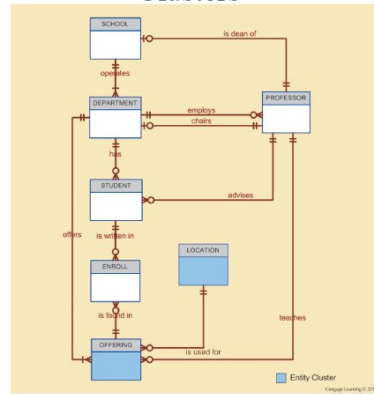 Clusters
SCHOOL
is dean of
operates
DEPARTMENT
PROFESSOR
employs
chairs
has
STUDENT
advises
offers
is written in
LOCATION
ENROLL
is found in
teaches
OFFERING
is used for
Entity Cluster